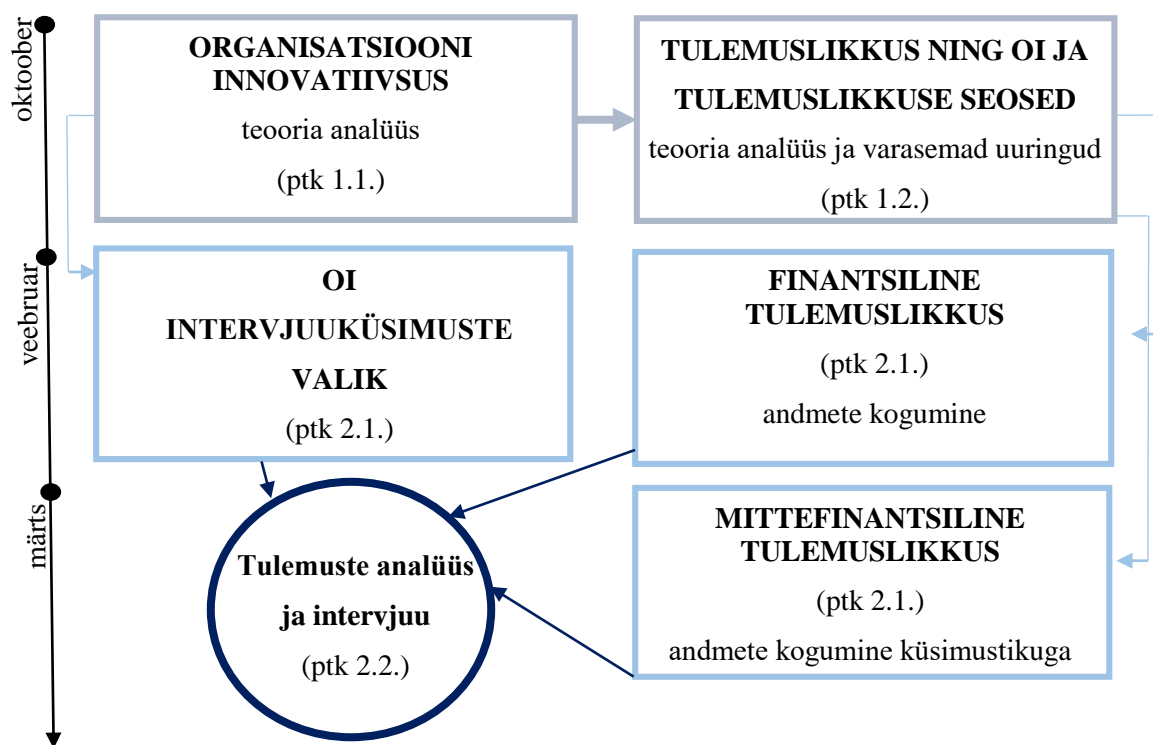 oktoober
ORGANISATSIOONI
INNOVATIIVSUS
teooria analüüs
(ptk 1.1.)
TULEMUSLIKKUS NING OI JA
TULEMUSLIKKUSE SEOSED
teooria analüüs ja varasemad uuringud
(ptk 1.2.)
veebruar
OI
INTERVJUUKÜSIMUSTE
VALIK
(ptk 2.1.)
FINANTSILINE
TULEMUSLIKKUS
(ptk 2.1.)
andmete kogumine
märts
Tulemuste analüüs
ja intervjuu
(ptk 2.2.)
MITTEFINANTSILINE
TULEMUSLIKKUS
(ptk 2.1.)
andmete kogumine küsimustikuga